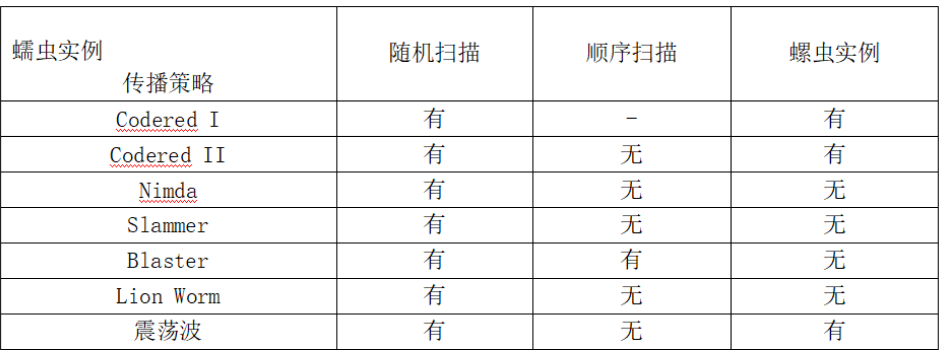 蠕虫实例 传播策略 随机扫描 顺序扫描 螺虫实例
Codered I 有 - 有
Codered II 有 无 有
Nimda 有 无 无
Slammer 有 无 无
Blaster 有 有 无
Lion Worm 有 无 无
震荡波 有 无 有